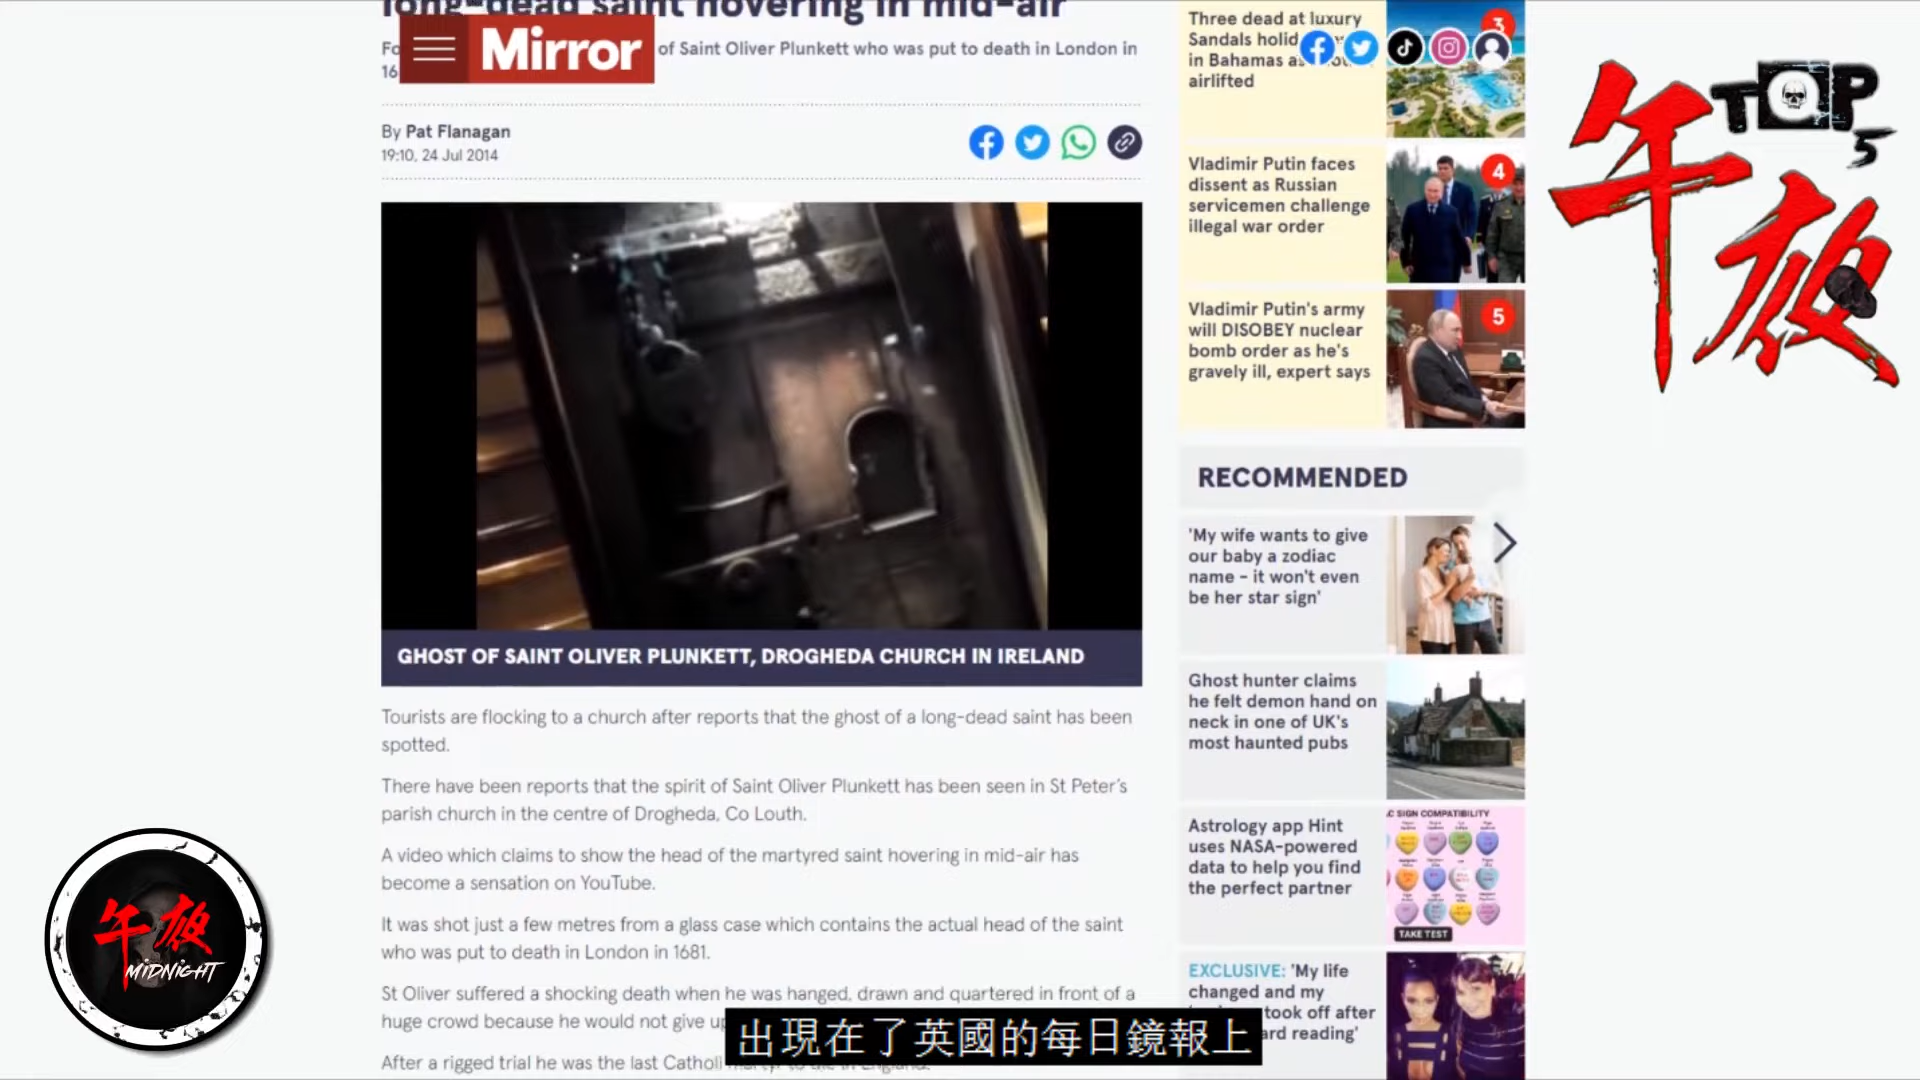 long-dead saint hovering in mid-air
Mirror
of Saint Oliver Plunkett who was put to death in London in
By Pat Flanagan
19:10, 24 Jul 2014
GHOST OF SAINT OLIVER PLUNKETT, DROGHEDA CHURCH IN IRELAND
Tourists are flocking to a church after reports that the ghost of a long-dead saint has been
spotted.
There have been reports that the spirit of Saint Oliver Plunkett has been seen in St Peter's
parish church in the centre of Drogheda, Co Louth.
A video which claims to show the head of the martyred saint hovering in mid-air has
become a sensation on YouTube.
It was shot just a few metres from a glass case which contains the actual head of the saint
who was put to death in London in 1681.
St Oliver suffered a shocking death when he was hanged, drawn and quartered in front of a
huge crowd because he would not give up
After a rigged trial he was the last
Three dead at luxury
Sandals
in Bahamas as
airlifted
3
Vladimir Putin faces
dissent as Russian
servicemen challenge
illegal war order
4
Vladimir Putin's army
will DISOBEY nuclear
bomb order as he's
gravely ill, expert says
5
RECOMMENDED
'My wife wants to give
our baby a zodiac
name - it won't even
be her star sign'
Ghost hunter claims
he felt demon hand on
neck in one of UK's
most haunted pubs
Astrology app Hint
uses NASA-powered
data to help you find
the perfect partner
SIGN COMPATIBILITY
TAKE TEST
EXCLUSIVE: 'My life
changed and my
took off after
reading'
TOP
5
午夜
午夜
MiDNiGHT
出現在了英國的每日鏡報上